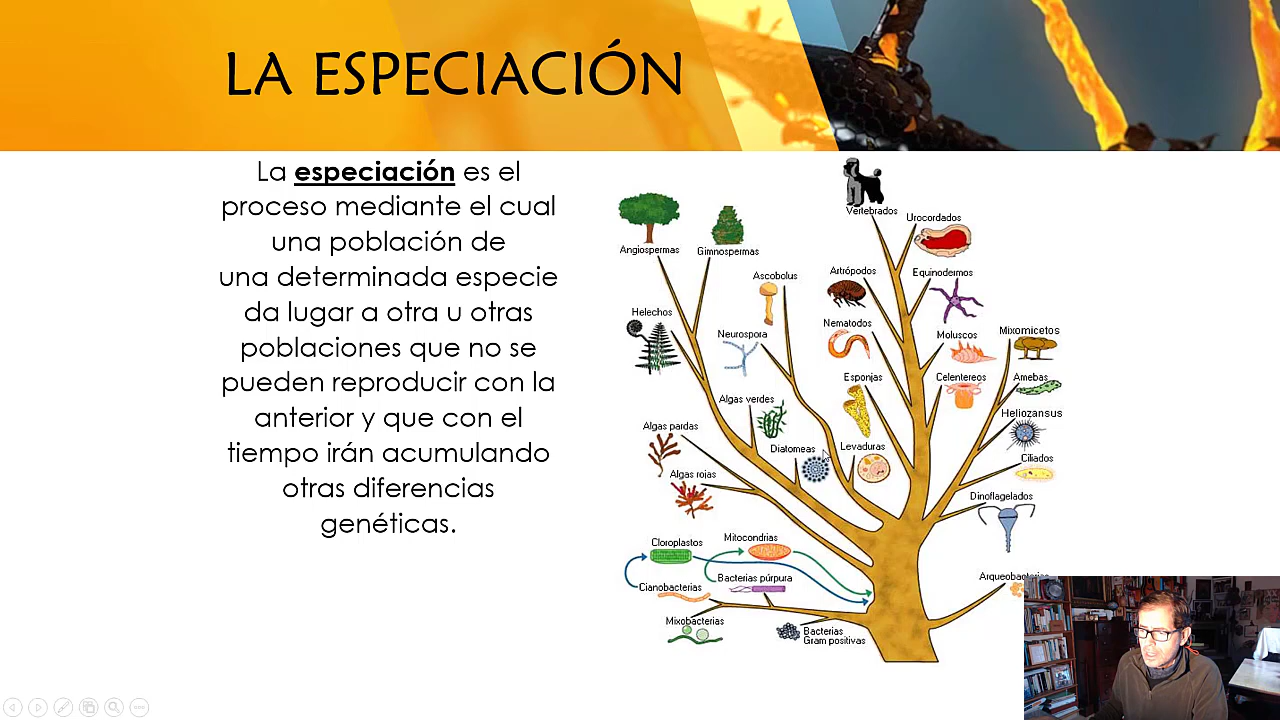 LA ESPECIACIÓN
La especiación es el
proceso mediante el cual
una población de
una determinada especie
da lugar a otra u otras
poblaciones que no se
pueden reproducir con la
anterior y que con el
tiempo irán acumulando
otras diferencias
genéticas.
Vertebrados
Urocordados
Angiospermas
Gimnospermas
Ascobolus
Artrópodos
Equinodermos
Helechos
Neurospora
Nematodos
Moluscos
Mixomicetos
Esponjas
Celentereos
Amebas
Algas verdes
Heliozansus
Algas pardas
Diatomeas
Levaduras
Ciliados
Algas rojas
Dinoflagelados
Cloroplastos
Mitocondrias
Cianobacterias
Bacterias púrpura
Mixobacterias
Bacterias
Gram positivas